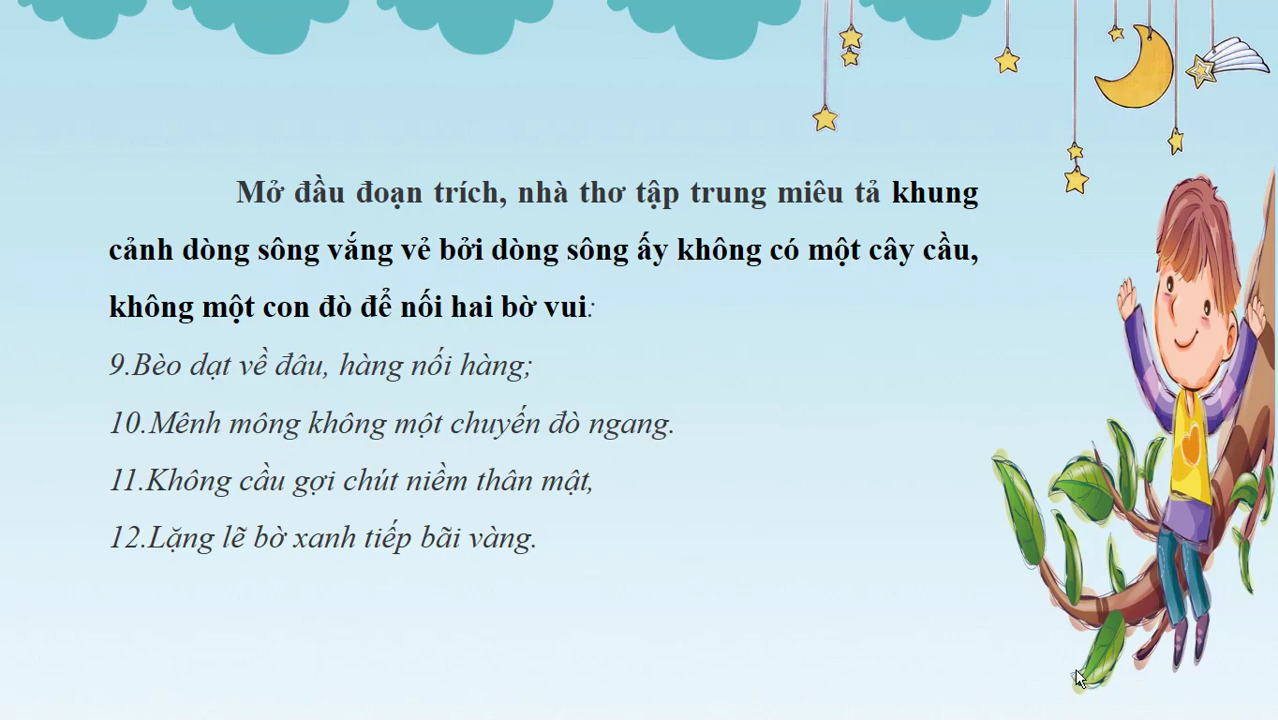 Mở đầu đoạn trích, nhà thơ tập trung miêu tả khung
cảnh dòng sông vắng vẻ bởi dòng sông ấy không có một cây cầu,
không một con đò để nối hai bờ vui:
9.Bèo dạt về đâu, hàng nối hàng;
10.Mênh mông không một chuyến đò ngang.
11.Không cầu gợi chút niềm thân mật,
12.Lặng lẽ bờ xanh tiếp bãi vàng.